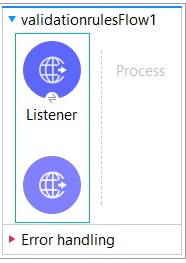 validationrulesFlow1
Process
Listener
Error handling